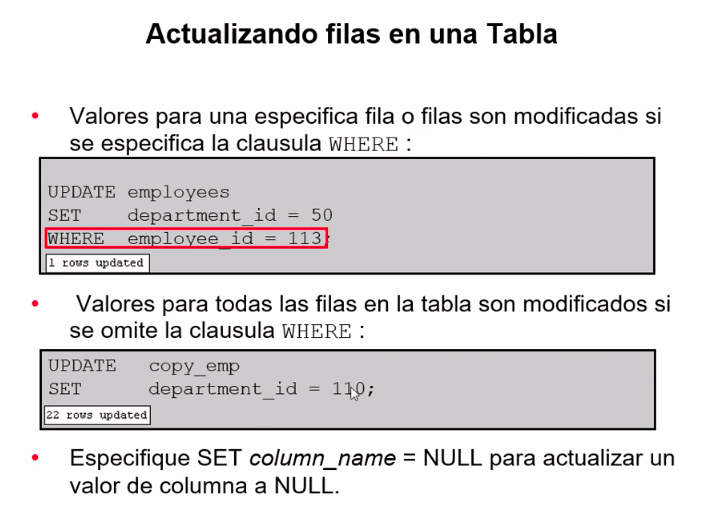 Actualizando filas en una Tabla
• Valores para una especifica fila o filas son modificadas si
se especifica la clausula WHERE :
UPDATE employees
SET department_id = 50
WHERE employee_id = 113;
1 rows updated
• Valores para todas las filas en la tabla son modificados si
se omite la clausula WHERE :
UPDATE copy_emp
SET department_id = 110;
22 rows updated
• Especifique SET column_name = NULL para actualizar un
valor de columna a NULL.